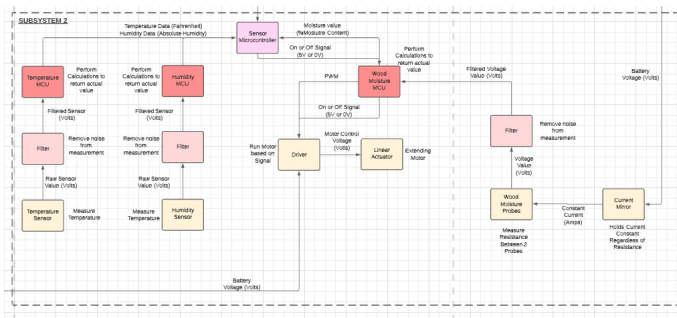 SUBSYSTEM 2
Temperature Data (Fahrenheit)
Humidity Data (Absolute Humidity)
Sensor
Microcontroller
Moisture value
(%Moisutre Content)
On or Off Signal
(5V or 0V)
Battery
Voltage (Volts)
Temperature
MCU
Perform
Calculations to
return actual
value
Perform
Calculations to
return actual
value
Humidity
MCU
PWM
Wood
Moisture
MCU
Perform
Calculations to
return actual
value
Filtered Voltage
Value (Volts)
Filtered Sensor
(Volts)
Filtered Sensor
(Volts)
On or Off Signal
(5V or 0V)
Filter
Remove noise
from
measurement
Remove noise
from
measurement
Filter
Run Motor
based on
Signal
Driver
Motor Control
Voltage
(Volts)
Linear
Actuator
Extending
Motor
Filter
Remove noise from
measurement
Raw Sensor
Value (Volts)
Raw Sensor
Value (Volts)
Voltage
Value
(Volts)
Temperature
Sensor
Measure
Temperature
Measure
Temperature
Humidity
Sensor
Wood
Moisture
Probes
Constant
Current
(Amps)
Current
Mirror
Measure
Resistance
Between 2
Probes
Holds Current
Constant
Regardless of
Resistance
Battery
Voltage (Volts)